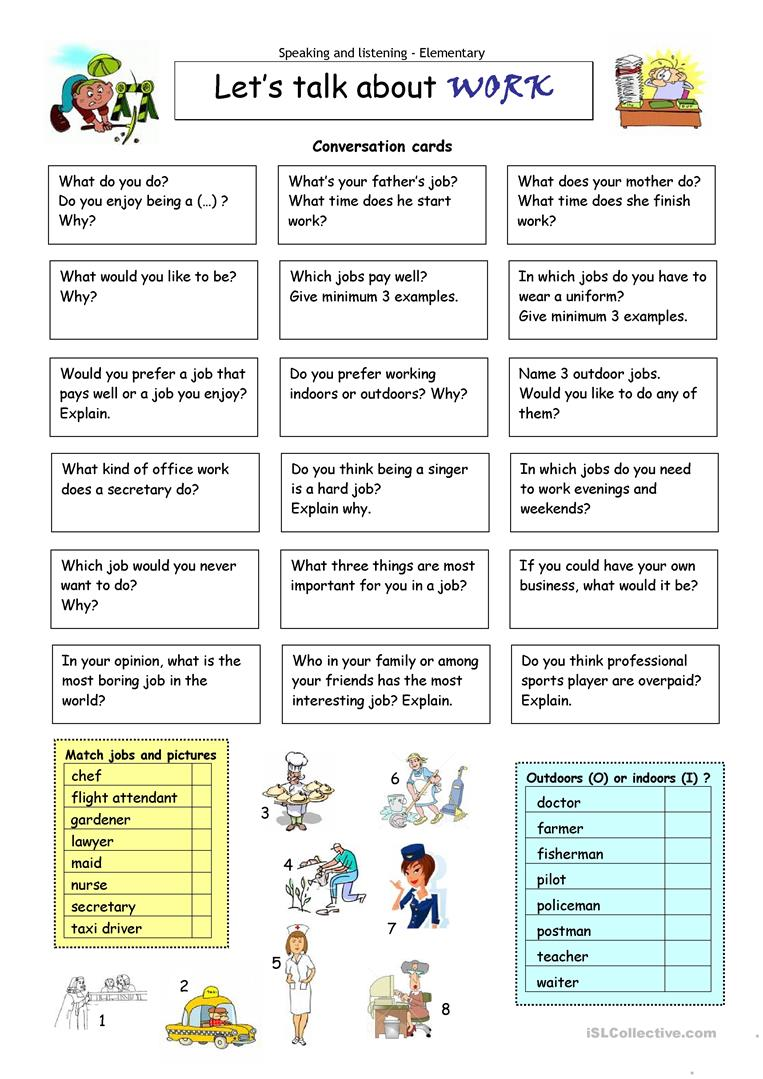 Speaking and listening - Elementary
Let's talk about WORK
Conversation cards
What do you do?
Do you enjoy being a (…) ?
Why?
What's your father's job?
What time does he start
work?
What does your mother do?
What time does she finish
work?
What would you like to be?
Why?
Which jobs pay well?
Give minimum 3 examples.
In which jobs do you have to
wear a uniform?
Give minimum 3 examples.
Would you prefer a job that
pays well or a job you enjoy?
Explain.
Do you prefer working
indoors or outdoors? Why?
Name 3 outdoor jobs.
Would you like to do any of
them?
What kind of office work
does a secretary do?
Do you think being a singer
is a hard job?
Explain why.
In which jobs do you need
to work evenings and
weekends?
Which job would you never
want to do?
Why?
What three things are most
important for you in a job?
If you could have your own
business, what would it be?
In your opinion, what is the
most boring job in the
world?
Who in your family or among
your friends has the most
interesting job? Explain.
Do you think professional
sports player are overpaid?
Explain.
Match jobs and pictures
chef
flight attendant
gardener
lawyer
maid
nurse
secretary
taxi driver
3
6
4
7
5
1
2
TAXI
8
Outdoors (O) or indoors (I) ?
doctor
farmer
fisherman
pilot
policeman
postman
teacher
waiter
iSLCollective.com